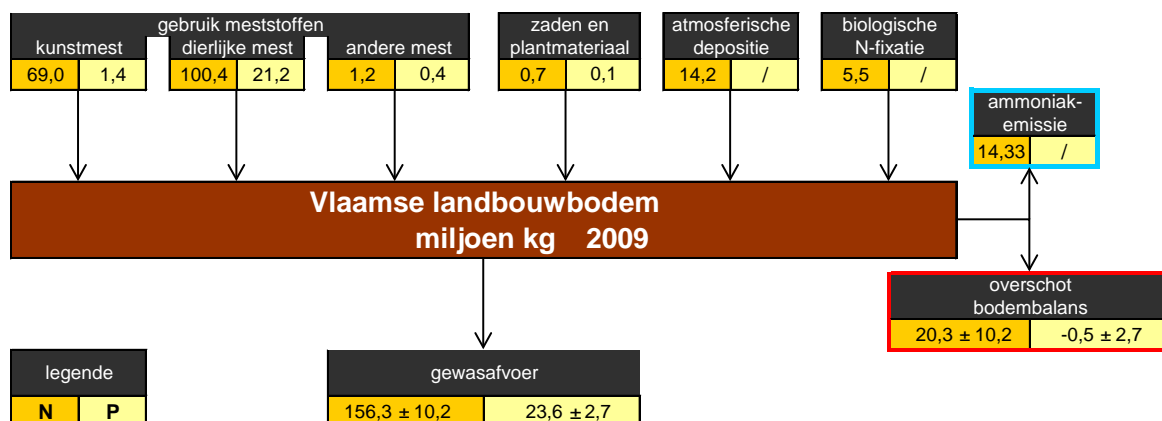 gebruik meststoffen
kunstmest dierlijke mest andere mest
69,0 1,4 100,4 21,2 1,2 0,4
zaden en
plantmateriaal
0,7 0,1
atmosferische
depositie
14,2 /
biologische
N-fixatie
5,5 /
ammoniak-
emissie
14,33 /
Vlaamse landbouwbodem
miljoen kg 2009
overschot
bodembalans
20,3 ± 10,2 -0,5 ± 2,7
legende
N P
gewasafvoer
156,3 ± 10,2 23,6 ± 2,7